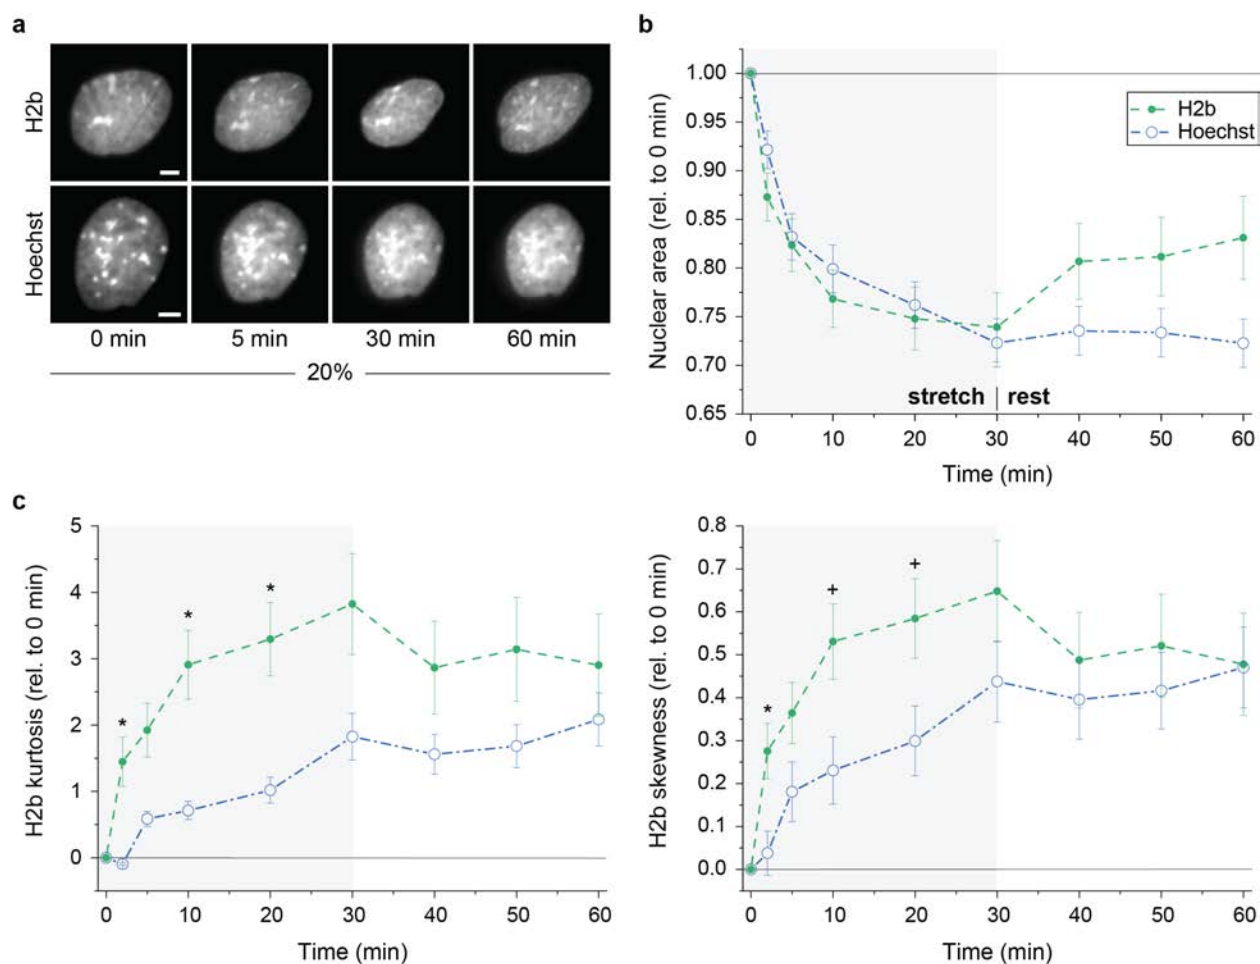 a
H2b
Hoechst
0 min 5 min 30 min 60 min
20%
b
Nuclear area (rel. to 0 min)
1.00
0.95
0.90
0.85
0.80
0.75
0.70
0.65
H2b
Hoechst
stretch | rest
0 10 20 30 40 50 60
Time (min)
c
H2b kurtosis (rel. to 0 min)
5
4
3
2
1
0
* * *
0 10 20 30 40 50 60
Time (min)
H2b skewness (rel. to 0 min)
0.8
0.7
0.6
0.5
0.4
0.3
0.2
0.1
0.0
* + +
0 10 20 30 40 50 60
Time (min)